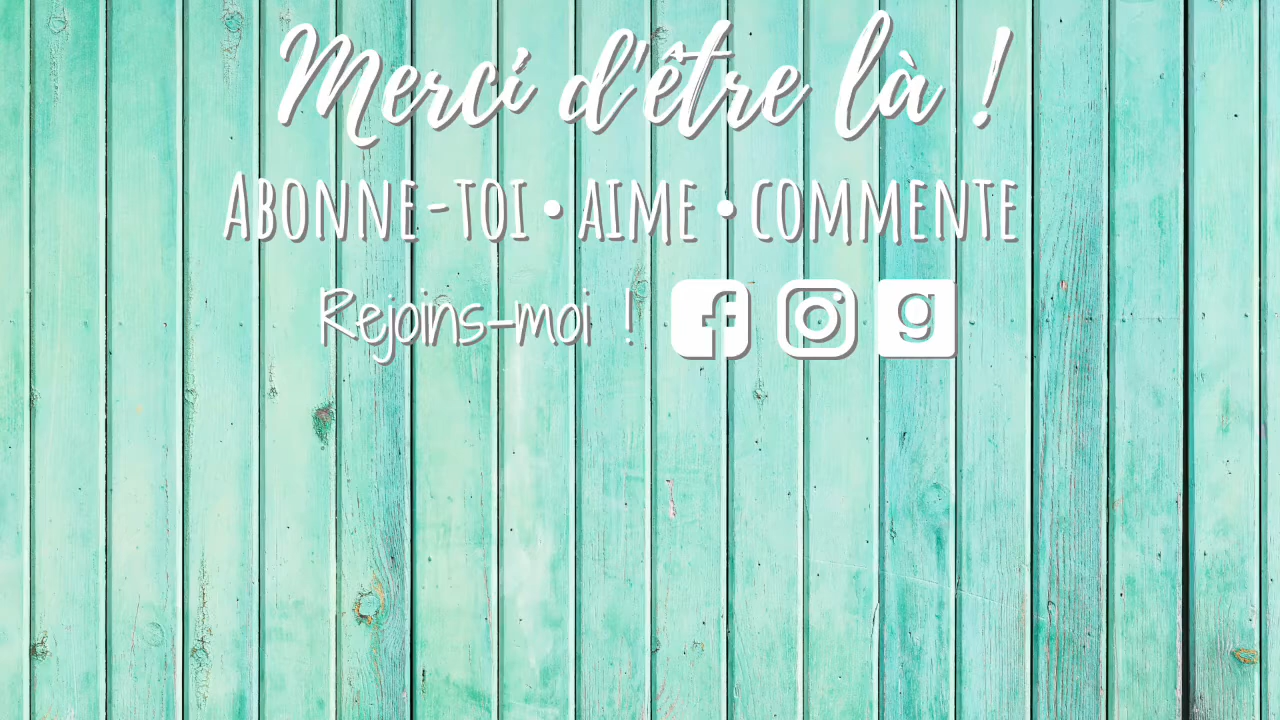 Merci d'être là !
ABONNE-TOI • AIME • COMMENTE
Rejoins-moi ! f g